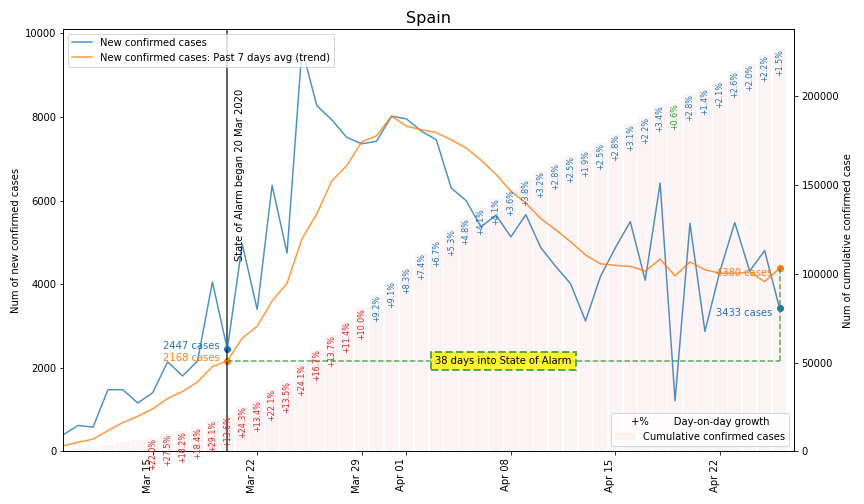 Spain
New confirmed cases
New confirmed cases: Past 7 days avg (trend)
Num of new confirmed cases
10000
8000
6000
4000
2000
0
Num of cumulative confirmed case
200000
150000
100000
50000
0
State of Alarm began 20 Mar 2020
2447 cases
2168 cases
38 days into State of Alarm
4380 cases
3433 cases
+22.0%
+27.5%
+18.2%
+18.4%
+29.1%
+13.6%
+24.3%
+13.4%
+22.1%
+13.5%
+24.1%
+16.7%
+13.7%
+11.4%
+10.0%
+9.2%
+9.1%
+8.3%
+7.4%
+6.7%
+5.3%
+4.8%
+4.1%
+3.6%
+3.8%
+3.2%
+2.8%
+2.5%
+1.9%
+2.5%
+2.8%
+3.1%
+2.2%
+3.4%
+0.6%
+2.8%
+1.4%
+2.1%
+2.6%
+2.0%
+2.2%
+1.5%
+% Day-on-day growth
Cumulative confirmed cases
Mar 15
Mar 22
Mar 29
Apr 01
Apr 08
Apr 15
Apr 22